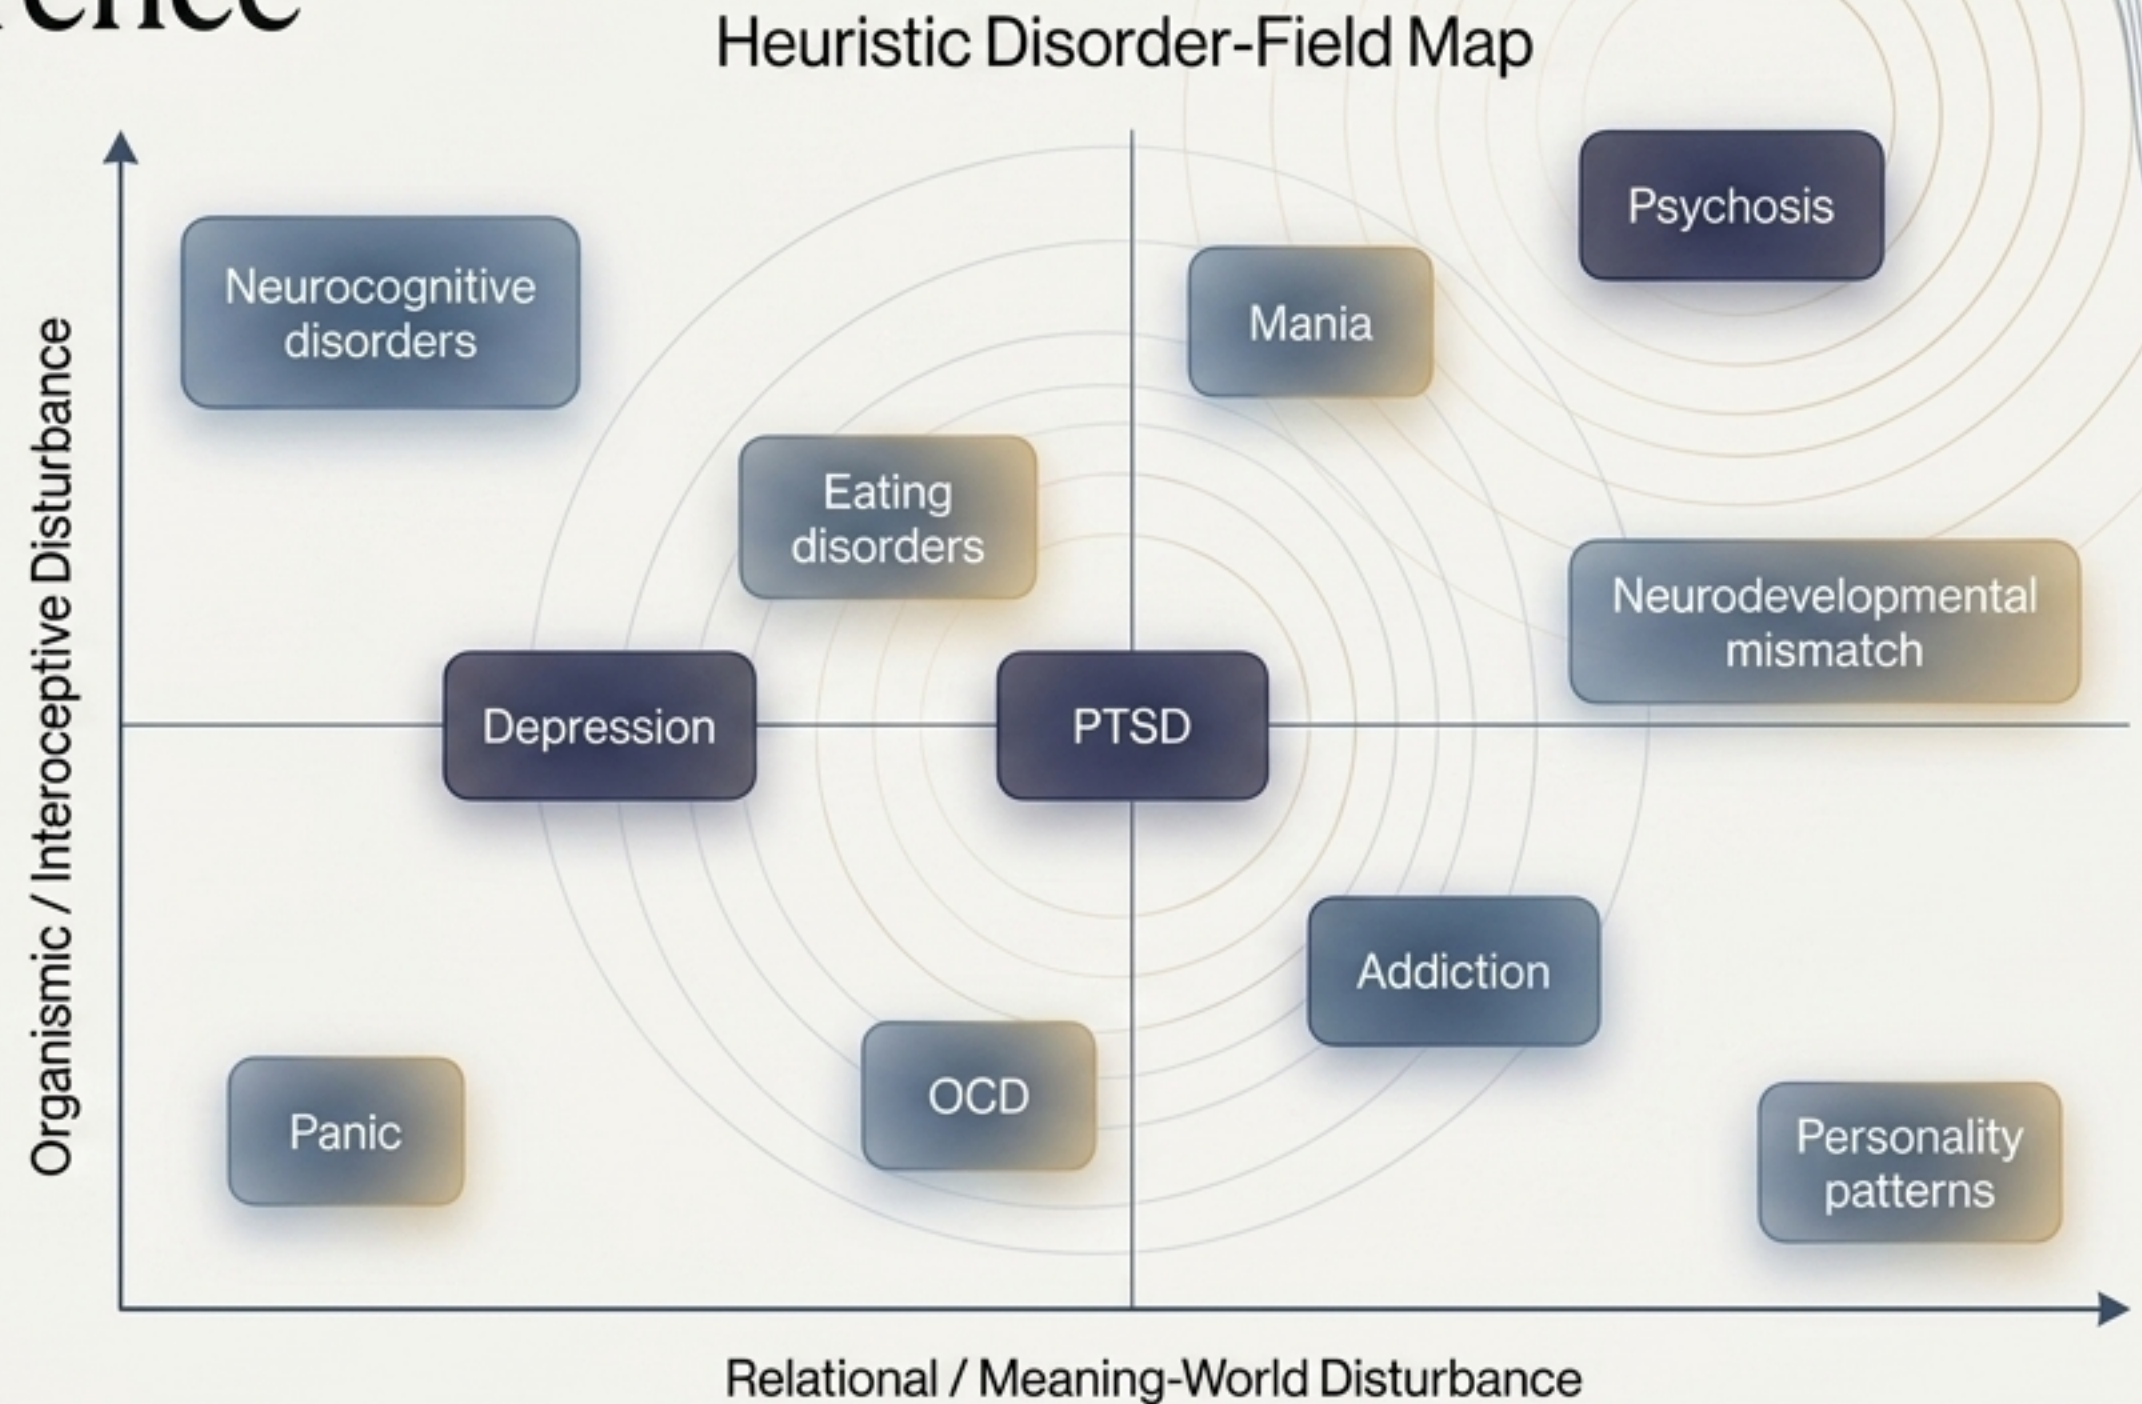 Heuristic Disorder-Field Map
Psychosis
Neurocognitive
disorders
Mania
Eating
disorders
Neurodevelopmental
mismatch
Depression
PTSD
Addiction
OCD
Panic
Personality
patterns
Organismic / Interoceptive Disturbance
Relational / Meaning-World Disturbance